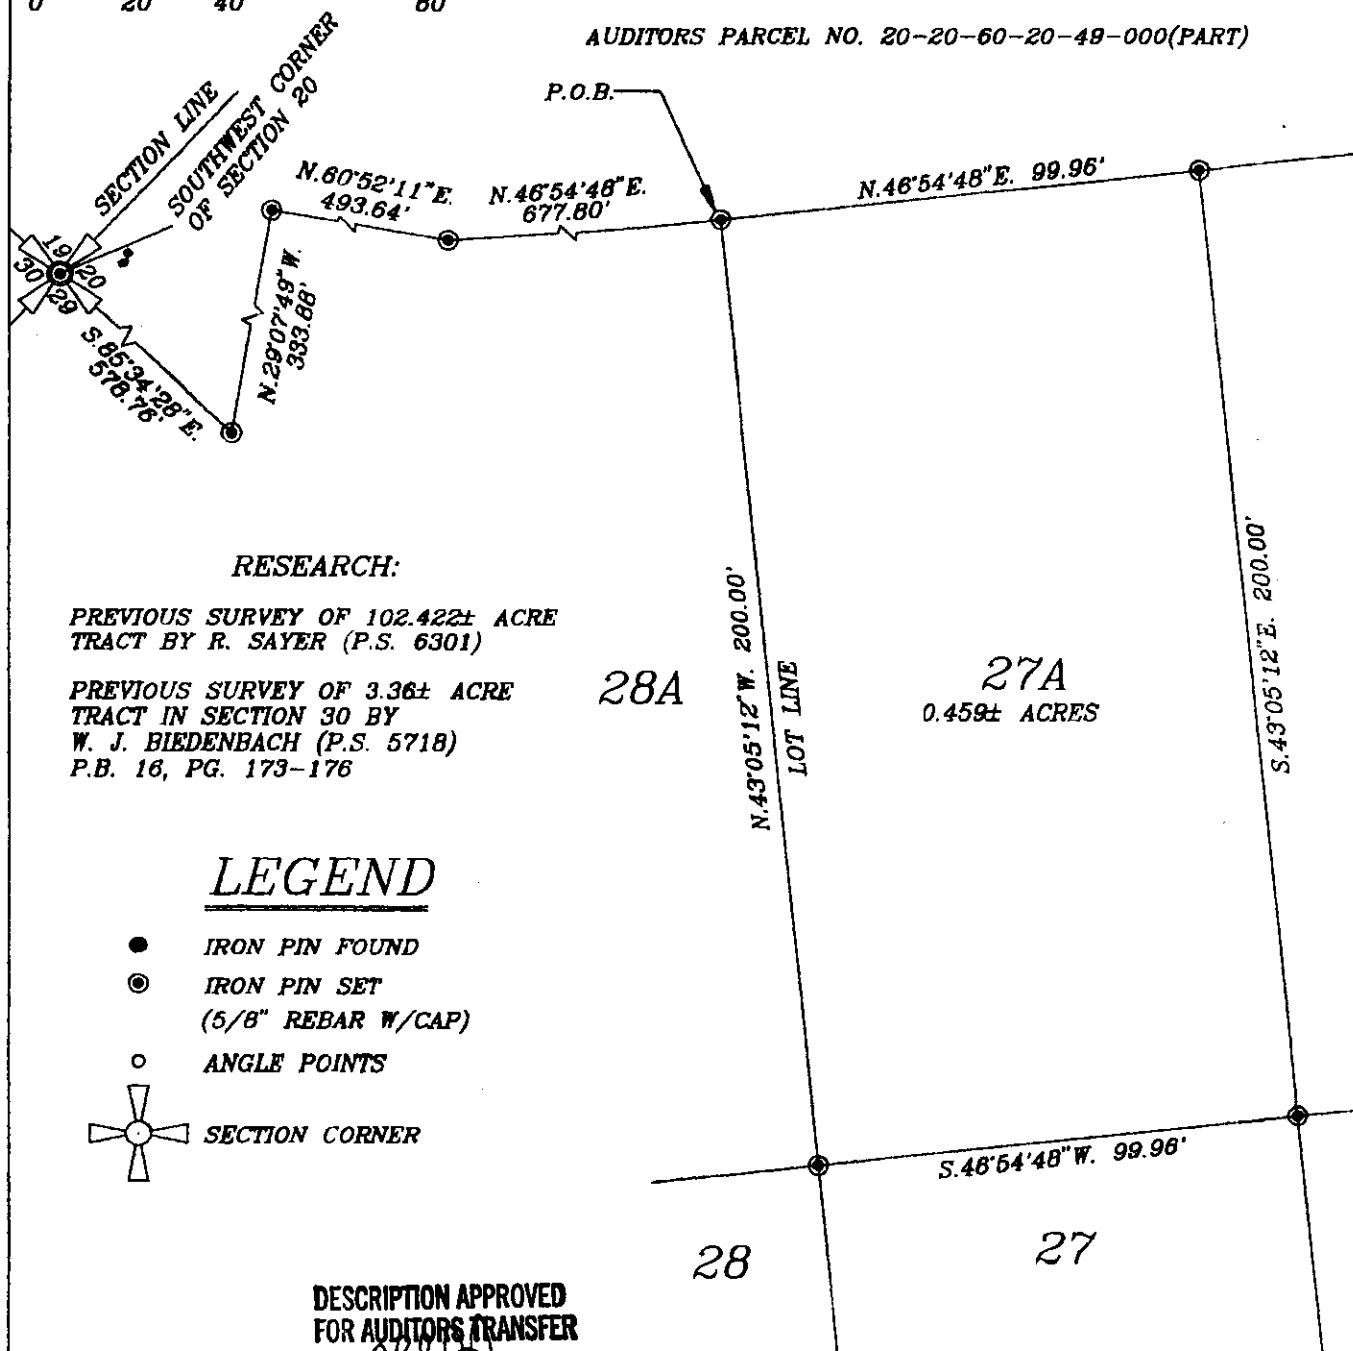 0 20 40 60
AUDITORS PARCEL NO. 20-20-60-20-49-000(PART)
P.O.B.
SECTION LINE
SOUTHWEST CORNER
OF SECTION 20
N.60°52'11"E.
493.64'
N.46°54'48"E.
677.80'
N.46°54'48"E. 99.96'
19
30
20
29
S.85°34'28"E.
578.76'
N.29°07'49"W.
333.88'
RESEARCH:
PREVIOUS SURVEY OF 102.422± ACRE
TRACT BY R. SAYER (P.S. 6301)
PREVIOUS SURVEY OF 3.36± ACRE
TRACT IN SECTION 30 BY
W. J. BIEDENBACH (P.S. 5718)
P.B. 16, PG. 173-176
28A
N.43°05'12"W. 200.00'
LOT LINE
27A
0.459± ACRES
S.43°05'12"E. 200.00'
LEGEND
IRON PIN FOUND
IRON PIN SET
(5/8" REBAR W/CAP)
ANGLE POINTS
SECTION CORNER
S.46°54'48"W. 99.96'
28
27
DESCRIPTION APPROVED
FOR AUDITORS TRANSFER